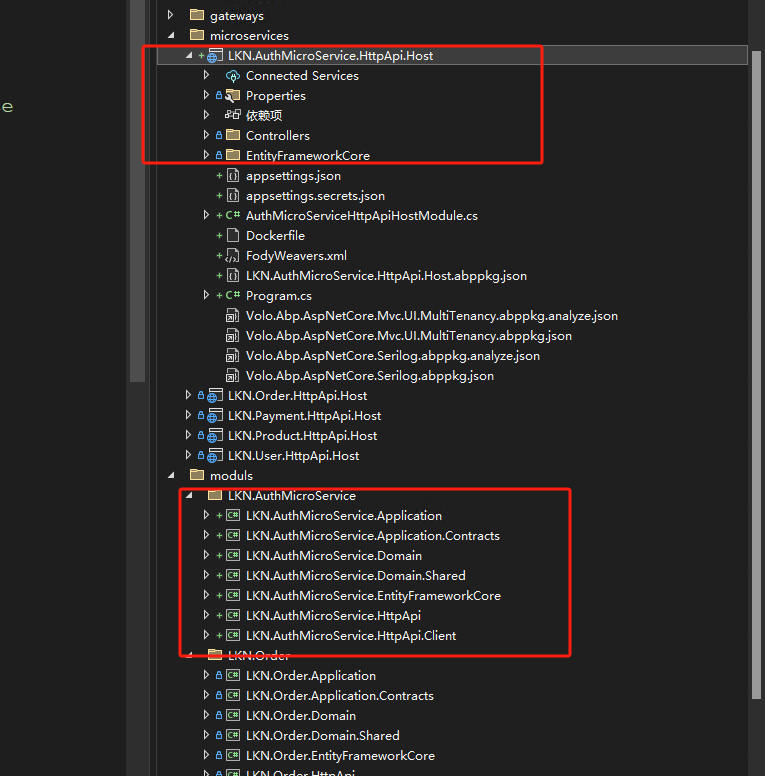 gateways
e
microservices
LKN.AuthMicroService.HttpApi.Host
Connected Services
Properties
依赖项
Controllers
EntityFrameworkCore
appsettings.json
appsettings.secrets.json
C# AuthMicroServiceHttpApiHostModule.cs
Dockerfile
FodyWeavers.xml
LKN.AuthMicroService.HttpApi.Host.abppkg.json
C# Program.cs
Volo.Abp.AspNetCore.Mvc.UI.MultiTenancy.abppkg.analyze.json
Volo.Abp.AspNetCore.Mvc.UI.MultiTenancy.abppkg.json
Volo.Abp.AspNetCore.Serilog.abppkg.analyze.json
Volo.Abp.AspNetCore.Serilog.abppkg.json
LKN.Order.HttpApi.Host
LKN.Payment.HttpApi.Host
LKN.Product.HttpApi.Host
LKN.User.HttpApi.Host
moduls
LKN.AuthMicroService
C# LKN.AuthMicroService.Application
C# LKN.AuthMicroService.Application.Contracts
C# LKN.AuthMicroService.Domain
C# LKN.AuthMicroService.Domain.Shared
C# LKN.AuthMicroService.EntityFrameworkCore
C# LKN.AuthMicroService.HttpApi
C# LKN.AuthMicroService.HttpApi.Client
LKN.Order
C# LKN.Order.Application
C# LKN.Order.Application.Contracts
C# LKN.Order.Domain
C# LKN.Order.Domain.Shared
C# LKN.Order.EntityFrameworkCore
C# LKN.Order.HttpApi